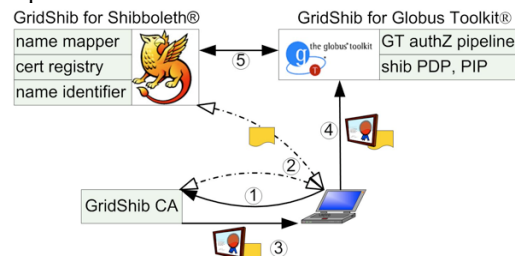 GridShib for Shibboleth®
GridShib for Globus Toolkit®
name mapper
cert registry
name identifier
5
g the globus toolkit
T
GT authZ pipeline
shib PDP, PIP
4
2
1
GridShib CA
3